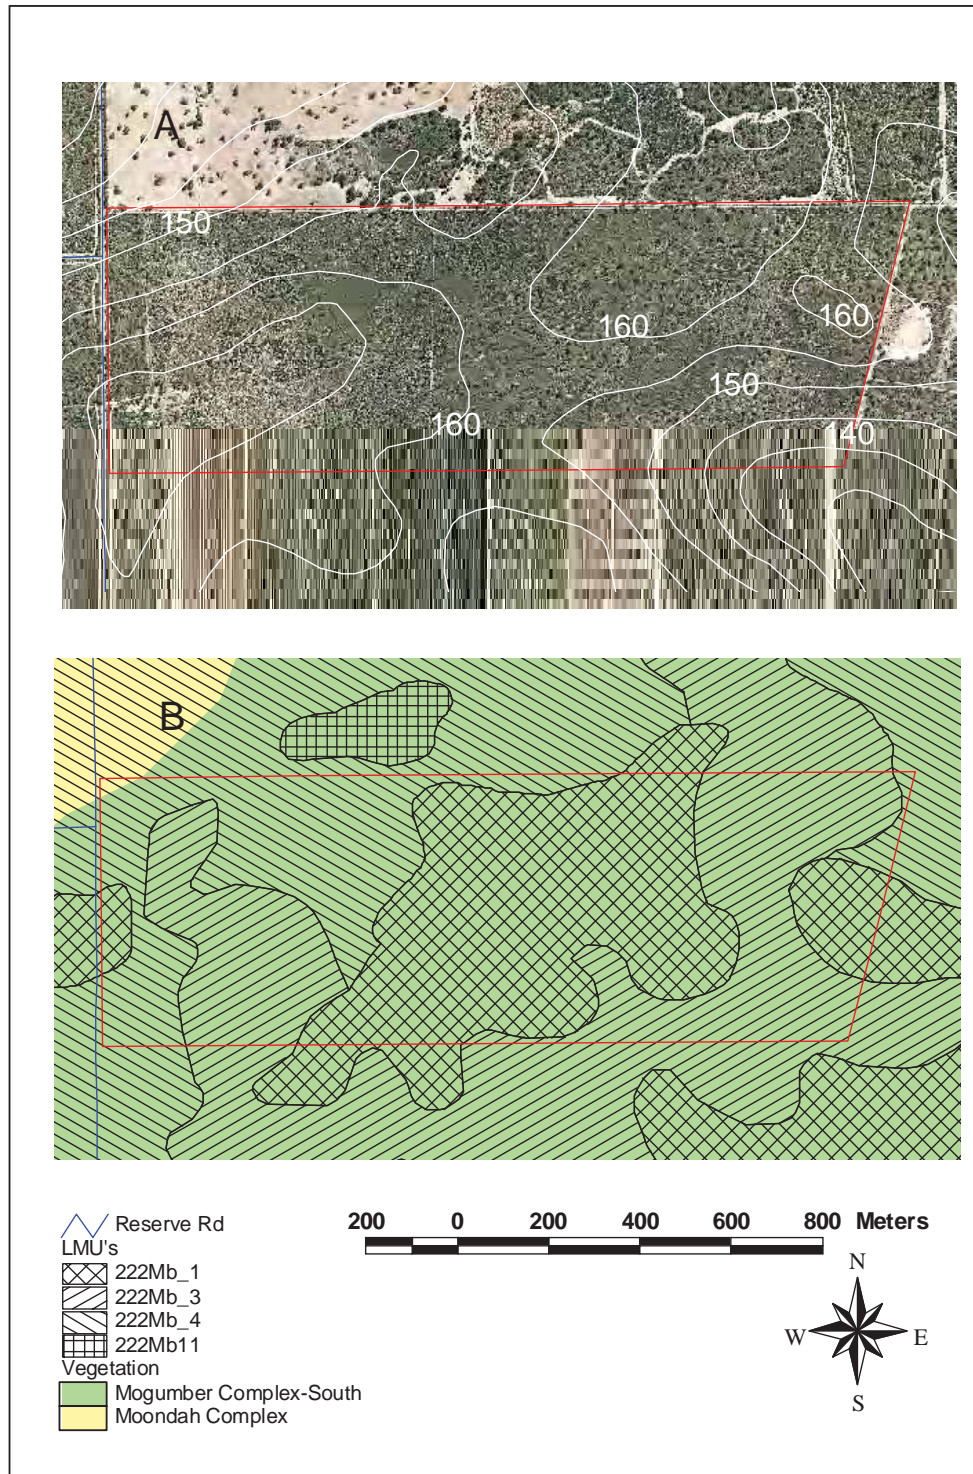 A
150
160
160
150
160
140
B
Reserve Rd
LMU's
222Mb_1
222Mb_3
222Mb_4
222Mb11
Vegetation
Mogumber Complex-South
Moondah Complex
200 0 200 400 600 800 Meters
N
W E
S